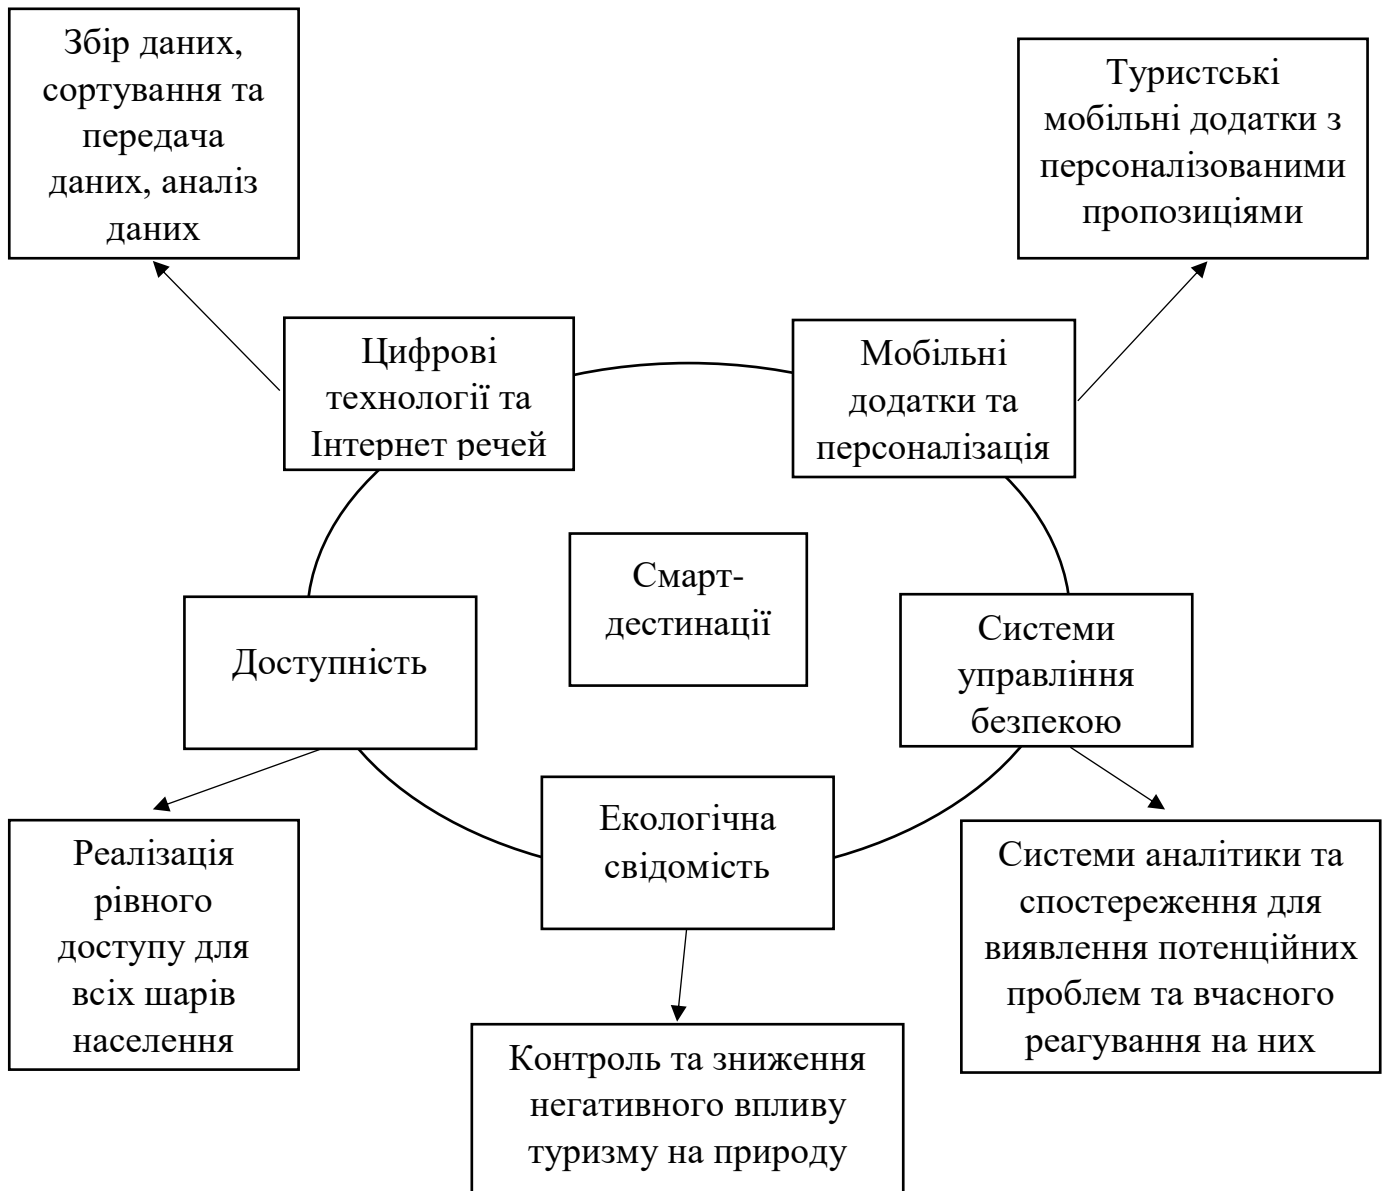 Збір даних,
сортування та
передача
даних, аналіз
даних
Туристські
мобільні додатки з
персоналізованими
пропозиціями
Цифрові
технології та
Інтернет речей
Мобільні
додатки та
персоналізація
Смарт-
дестинації
Доступність
Системи
управління
безпекою
Екологічна
свідомість
Реалізація
рівного
доступу для
всіх шарів
населення
Системи аналітики та
спостереження для
виявлення потенційних
проблем та вчасного
реагування на них
Контроль та зниження
негативного впливу
туризму на природу